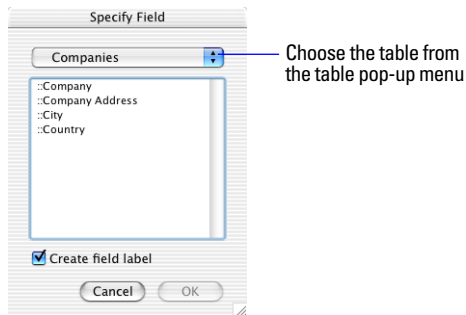 Specify Field
Companies
Choose the table from
the table pop-up menu
::Company
::Company Address
::City
::Country
Create field label
Cancel
OK